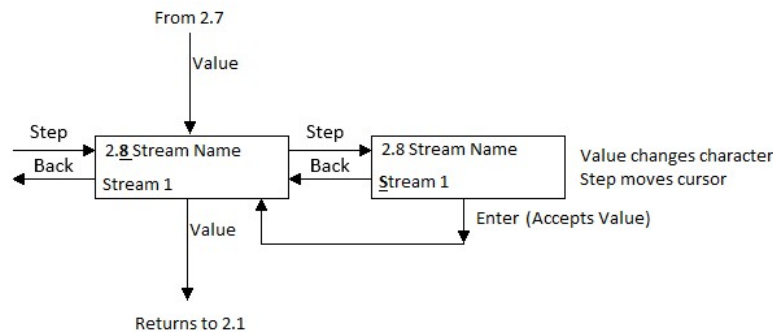 From 2.7
Value
Step
Back
2.8 Stream Name
Stream 1
Step
Back
2.8 Stream Name
Stream 1
Value changes character
Step moves cursor
Value
Enter (Accepts Value)
Returns to 2.1